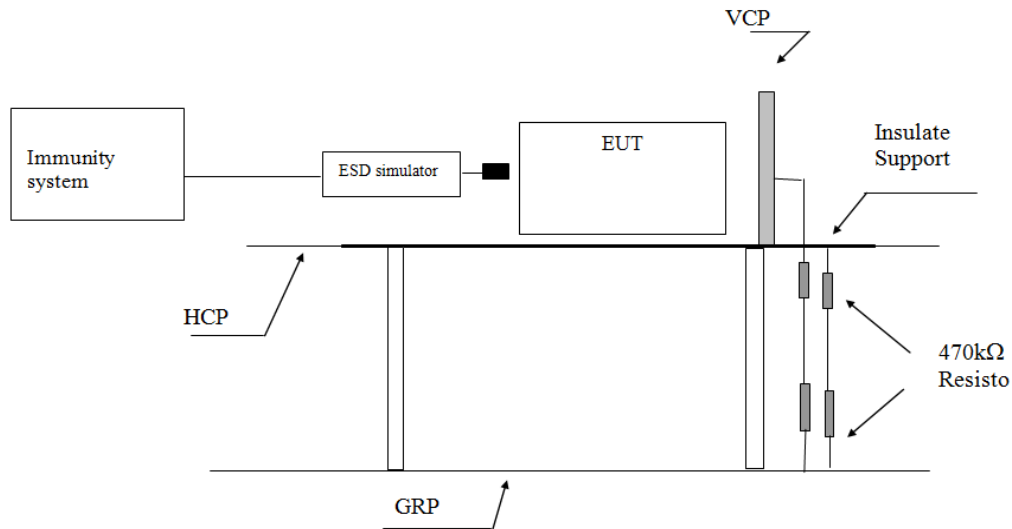 VCP
Insulate
Support
Immunity
system
ESD simulator
EUT
HCP
470kΩ
Resisto
GRP